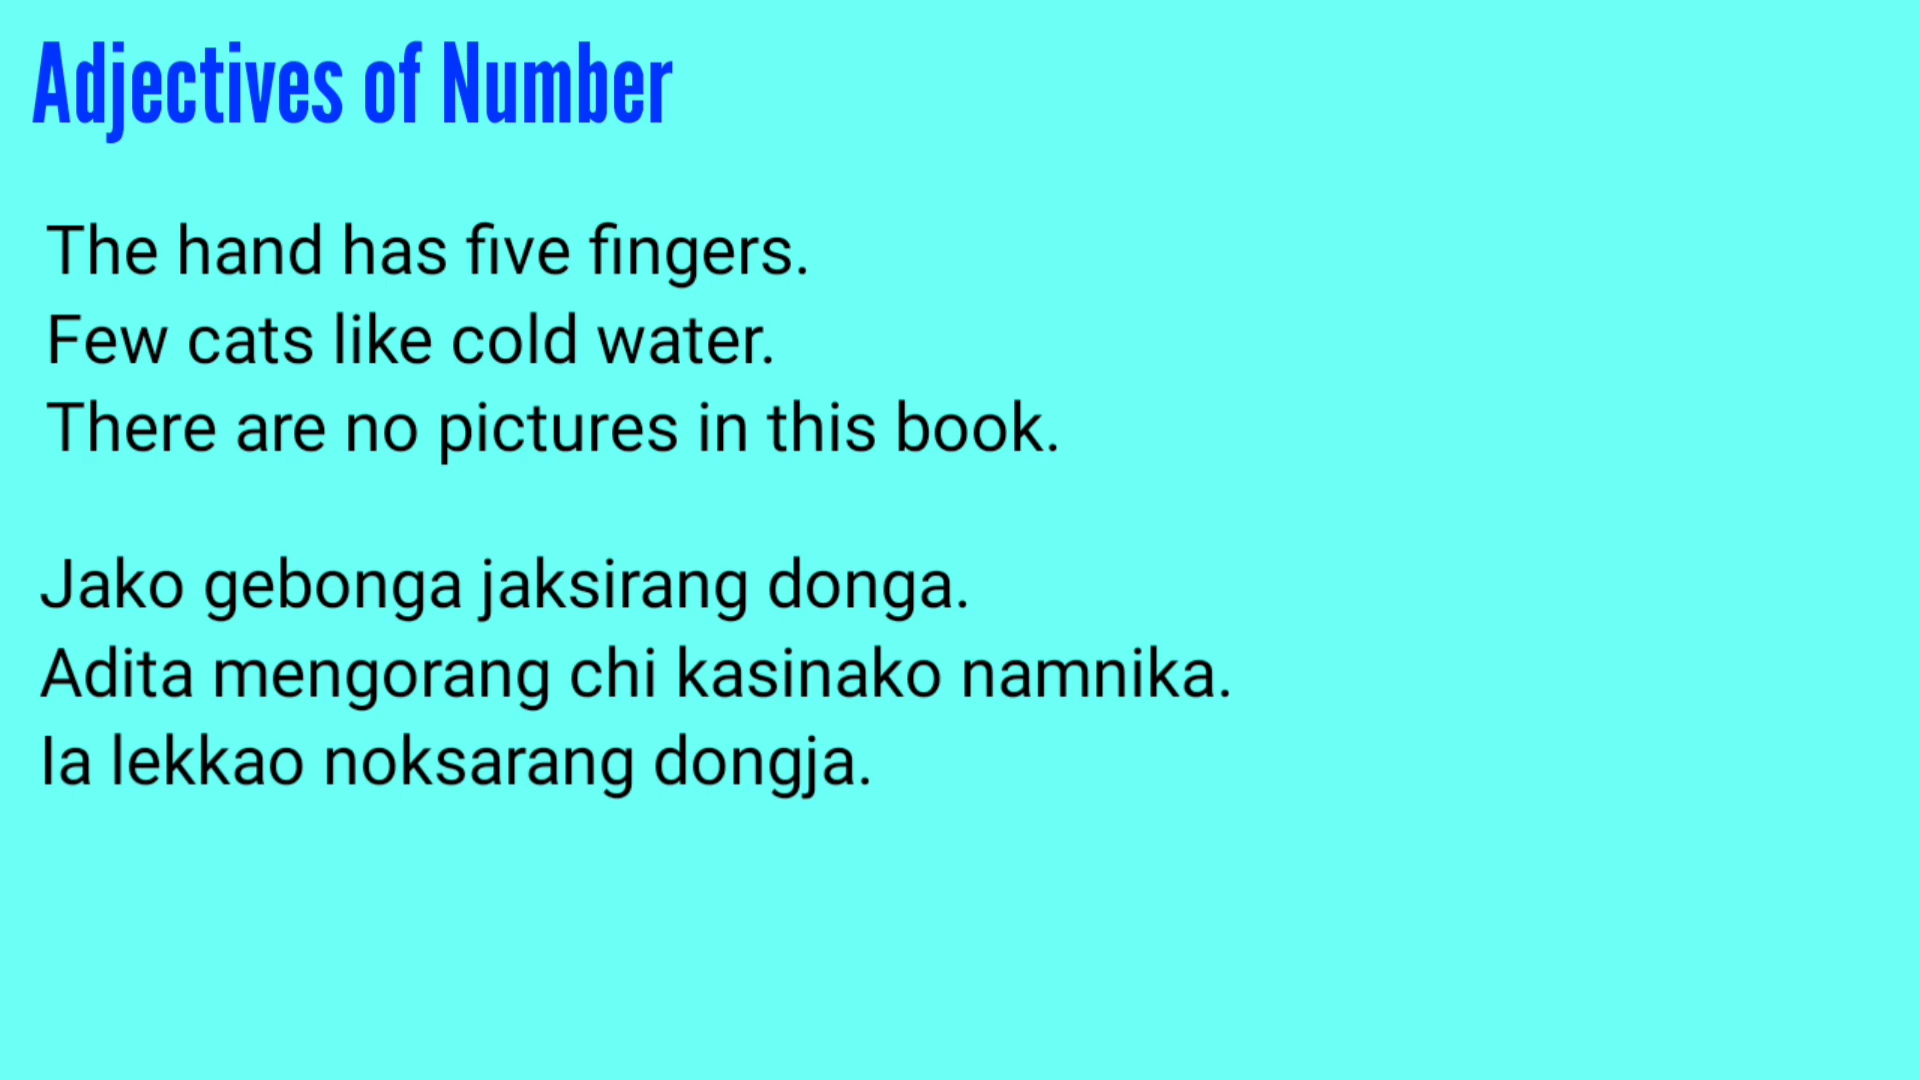 Adjectives of Number
The hand has five fingers.
Few cats like cold water.
There are no pictures in this book.
Jako gebonga jaksirang donga.
Adita mengorang chi kasinako namnika.
Ia lekkao noksarang dongja.